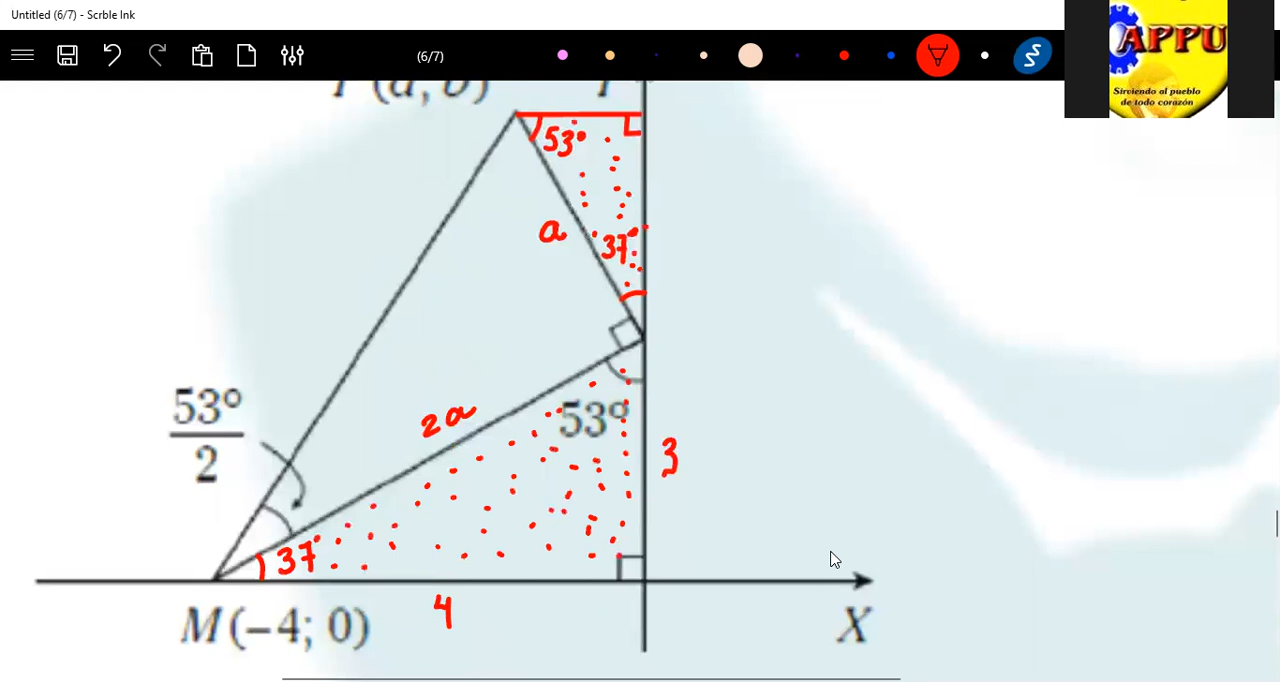 Untitled (6/7) - Scrble Ink
(6/7)
APPU
Sirviendo al pueblo
de todo corazón
53°
a
37°
53°
2
2a
53°
3
37°
4
M(−4; 0)
X